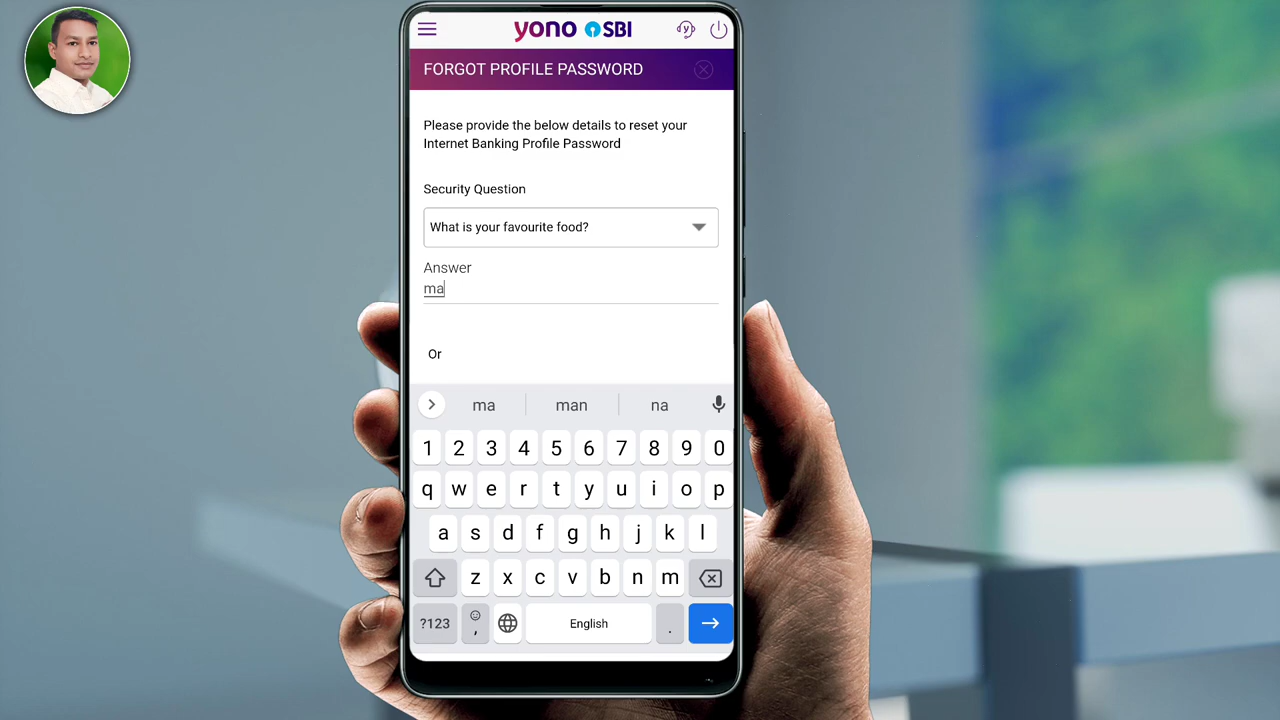 yono SBI
y
FORGOT PROFILE PASSWORD
Please provide the below details to reset your
Internet Banking Profile Password
Security Question
What is your favourite food?
Answer
ma
Or
ma man na
1 2 3 4 5 6 7 8 9 0
q w e r t y u i o p
a s d f g h j k l
z x c v b n m
?123 , English .